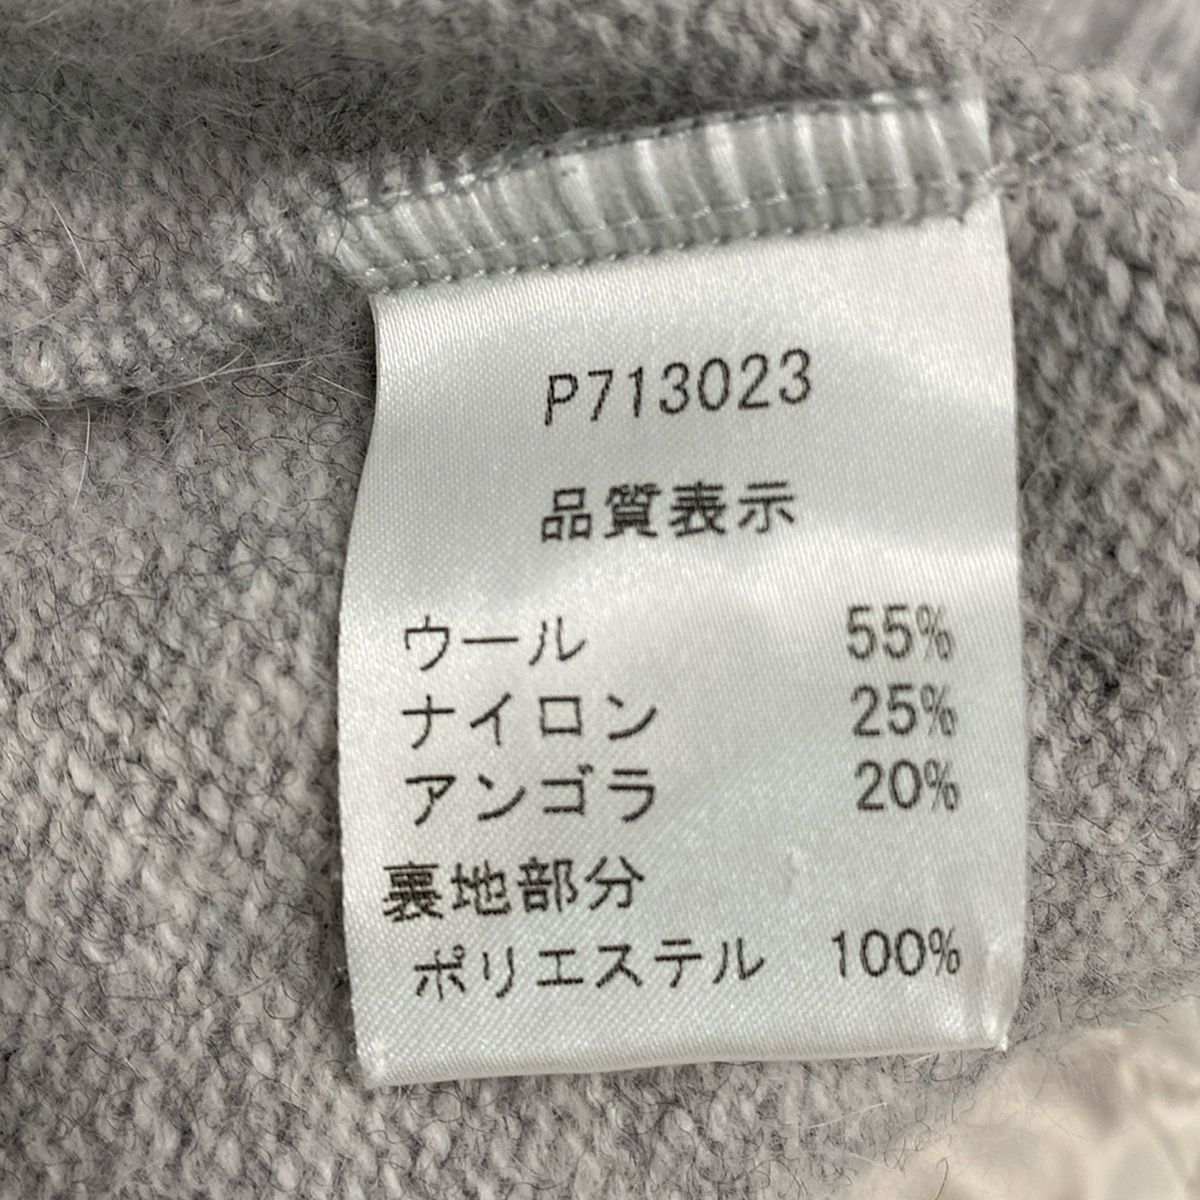 P713023
品質表示
ウール 55%
ナイロン 25%
アンゴラ 20%
裏地部分
ポリエステル 100%